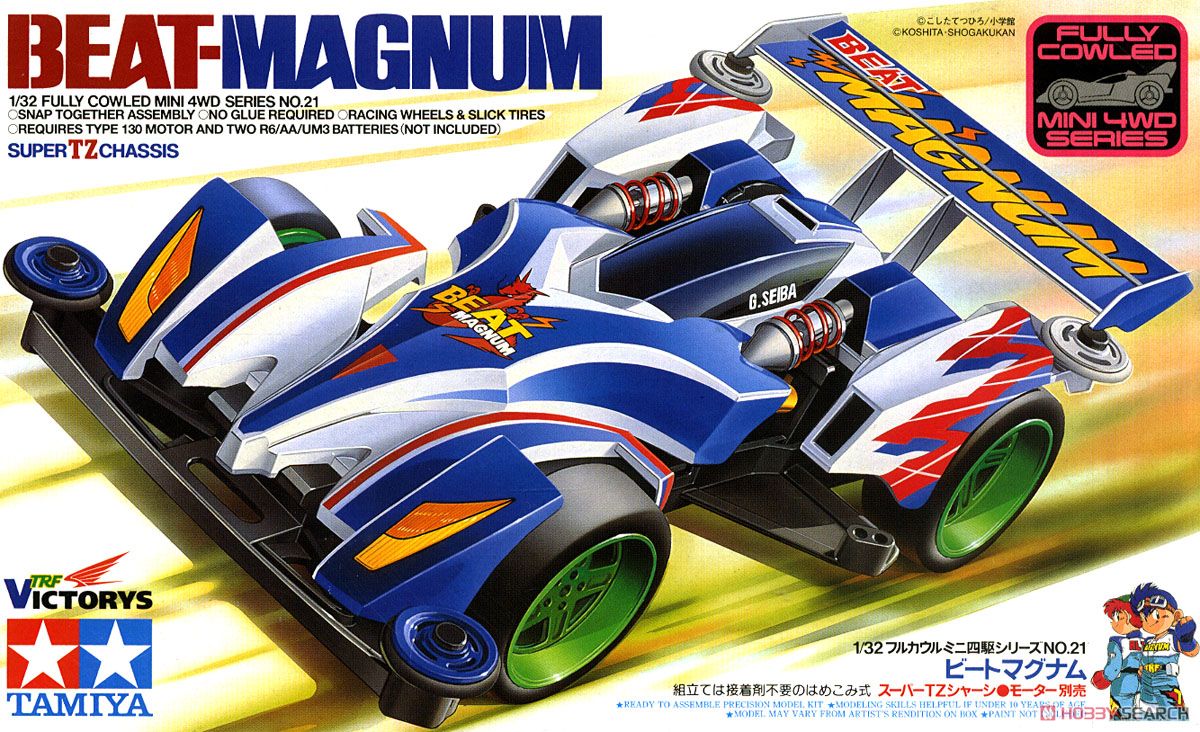 BEAT-MAGNUM
1/32 FULLY COWLED MINI 4WD SERIES NO.21
○SNAP TOGETHER ASSEMBLY ○NO GLUE REQUIRED ○RACING WHEELS & SLICK TIRES
○REQUIRES TYPE 130 MOTOR AND TWO R6/AA/UM3 BATTERIES (NOT INCLUDED)
SUPER TZ CHASSIS
©こしたてつひろ/小学館
©KOSHITA・SHOGAKUKAN
FULLY
COWLED
MINI 4WD
SERIES
BEAT
MAGNUM
G.SEIBA
BEAT
MAGNUM
TRF
VICTORYS
TAMIYA
1/32 フルカウル ミニ四駆シリーズ NO.21
ビートマグナム
組立ては接着剤不要のはめこみ式 スーパーTZシャーシ●モーター別売
★READY TO ASSEMBLE PRECISION MODEL KIT ★MODELING SKILLS HELPFUL IF UNDER 10 YEARS OF AGE
★MODEL MAY VARY FROM ARTIST'S RENDITION ON BOX ★PAINT NOT
HOBBY SEARCH